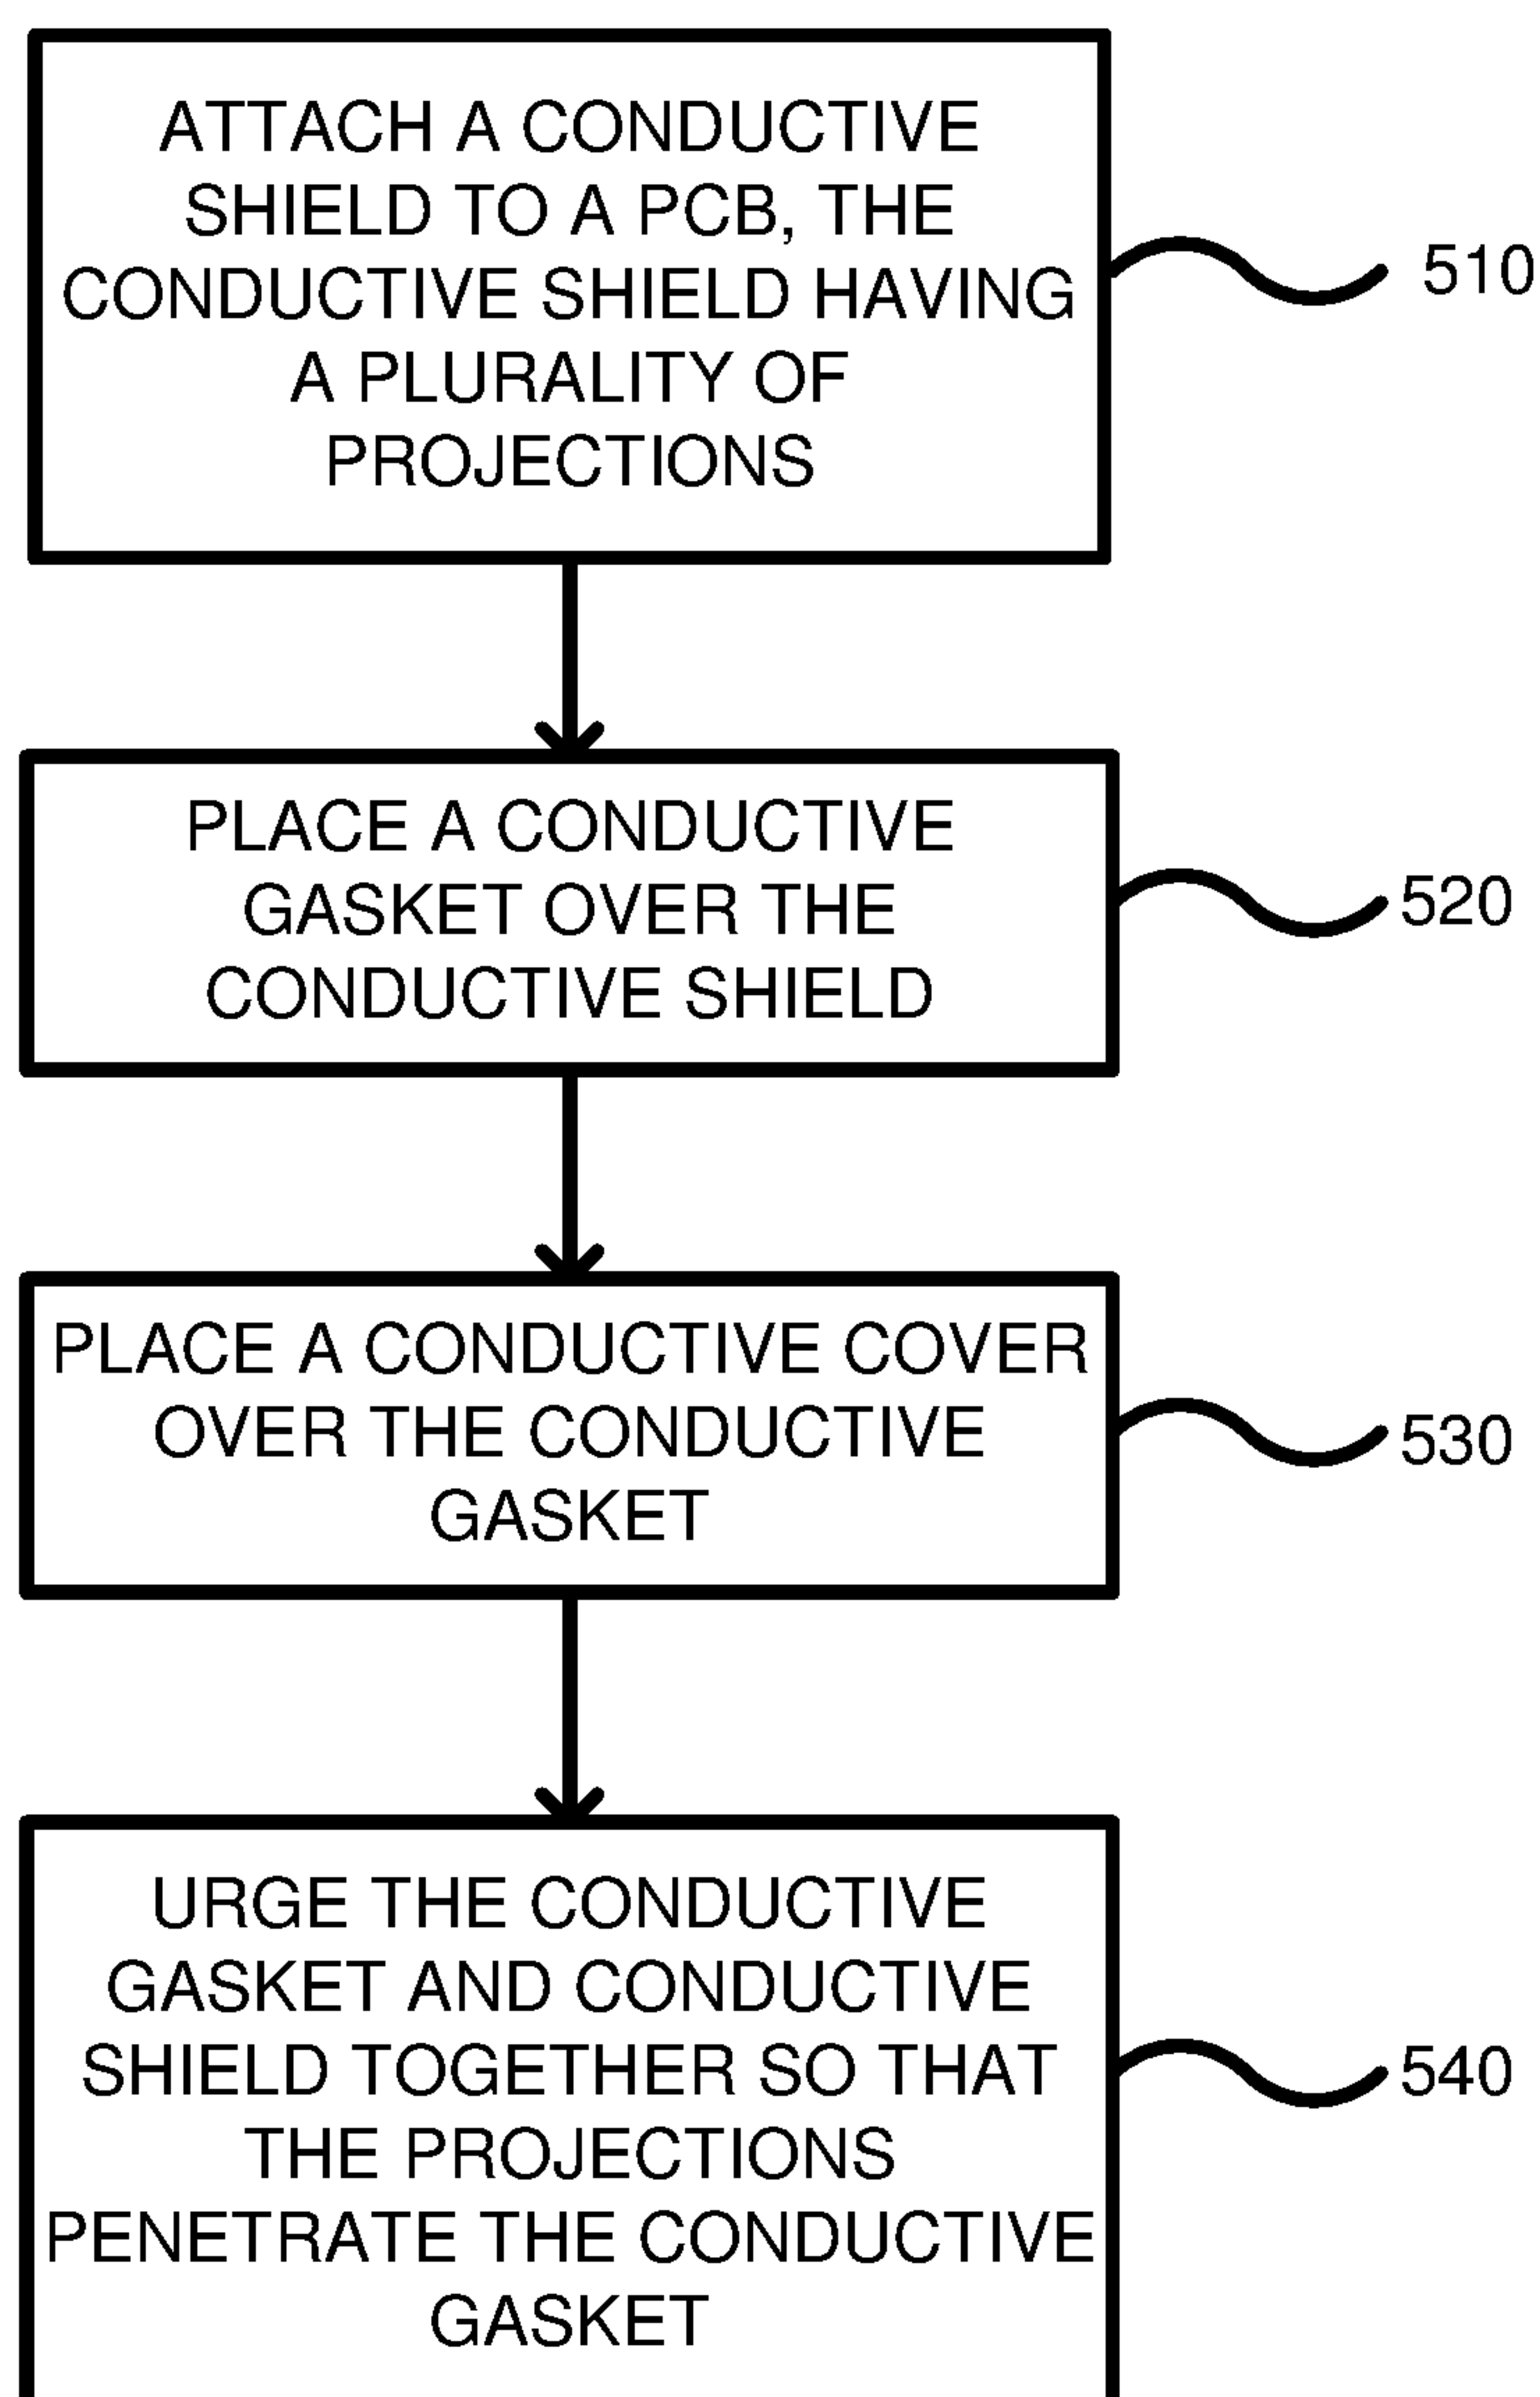 ATTACH A CONDUCTIVE
SHIELD TO A PCB, THE
CONDUCTIVE SHIELD HAVING
A PLURALITY OF
PROJECTIONS
510
PLACE A CONDUCTIVE
GASKET OVER THE
CONDUCTIVE SHIELD
520
PLACE A CONDUCTIVE COVER
OVER THE CONDUCTIVE
GASKET
530
URGE THE CONDUCTIVE
GASKET AND CONDUCTIVE
SHIELD TOGETHER SO THAT
THE PROJECTIONS
PENETRATE THE CONDUCTIVE
GASKET
540